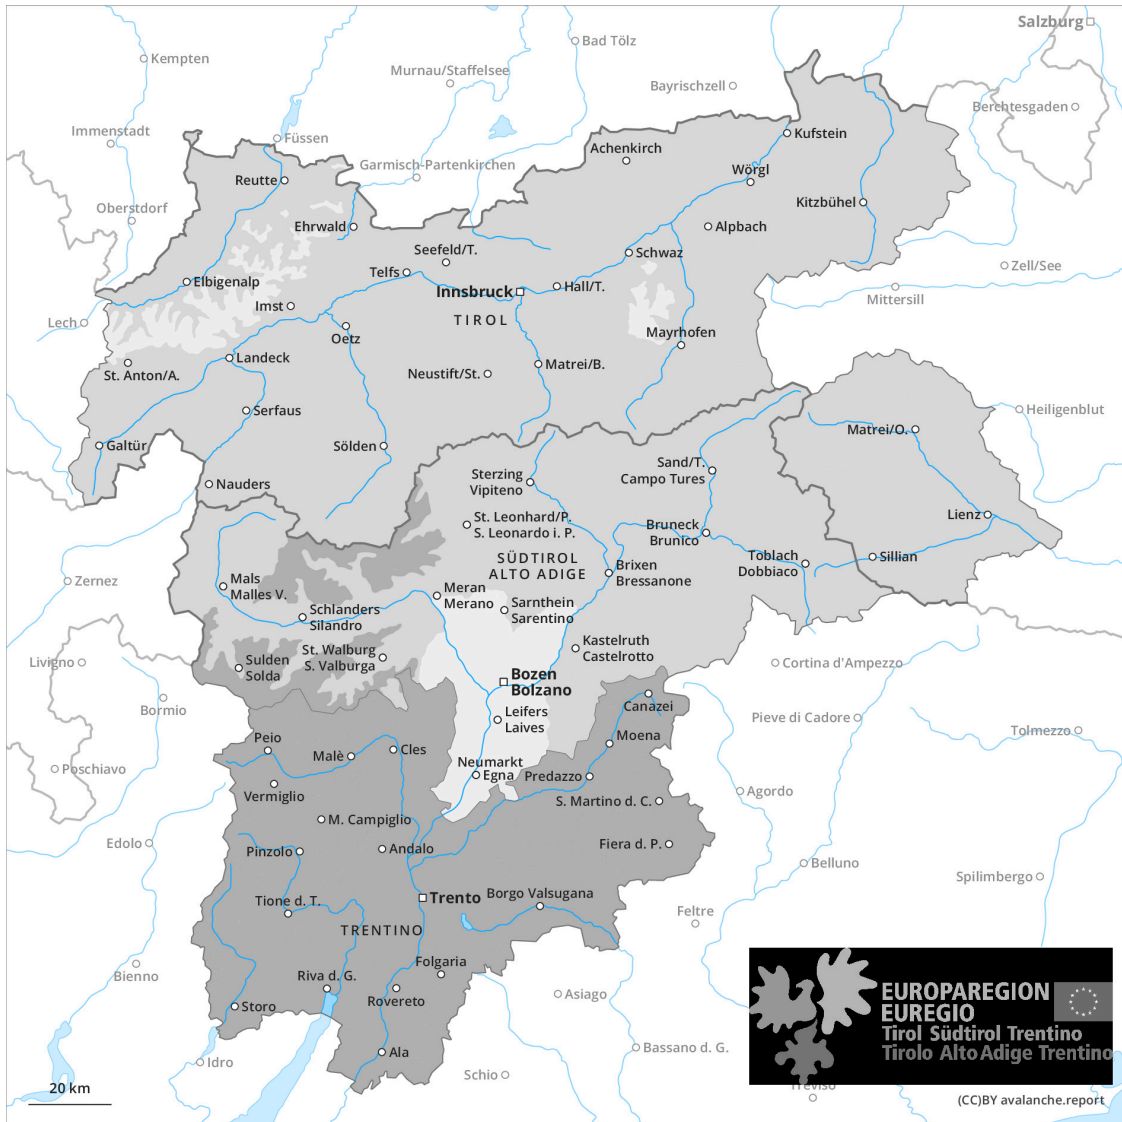 Salzburg
Bad Tölz
Kempten
Murnau/Staffelsee
Bayrischzell
Berchtesgaden
Immenstadt
Füssen
Kufstein
Achenkirch
Garmisch-Partenkirchen
Wörgl
Reutte
Oberstdorf
Kitzbühel
Ehrwald
Alpbach
Seefeld/T.
Schwaz
Telfs
Zell/See
Elbigenalp
Innsbruck
Hall/T.
Mittersill
Imst
Lech
TIROL
Oetz
Mayrhofen
Landeck
Matrei/B.
St. Anton/A.
Neustift/St.
Serfaus
Heiligenblut
Matrei/O.
Galtür
Sölden
Sand/T.
Campo Tures
Sterzing
Vipiteno
Nauders
St. Leonhard/P.
S. Leonardo i. P.
Lienz
Bruneck
Brunico
SÜDTIROL
ALTO ADIGE
Toblach
Dobbiaco
Sillian
Brixen
Bressanone
Zernez
Mals
Malles V.
Meran
Merano
Sarnthein
Sarentino
Schlanders
Silandro
Kastelruth
Castelrotto
St. Walburg
S. Valburga
Livigno
Sulden
Solda
Cortina d'Ampezzo
Bozen
Bolzano
Bormio
Canazei
Leifers
Laives
Pieve di Cadore
Tolmezzo
Moena
Peio
Malè
Cles
Neumarkt
Egna
Poschiavo
Predazzo
Vermiglio
Agordo
S. Martino d. C.
M. Campiglio
Edolo
Fiera d. P.
Pinzolo
Andalo
Belluno
Spilimbergo
Trento
Borgo Valsugana
Tione d. T.
Feltre
TRENTINO
Bienno
Folgaria
Riva d. G.
Rovereto
Asiago
Storo
EUROPAREGION
EUREGIO
Tirol Südtirol Trentino
Tirolo Alto Adige Trentino
Bassano d. G.
Ala
Idro
Schio
Treviso
20 km
(CC)BY avalanche.report